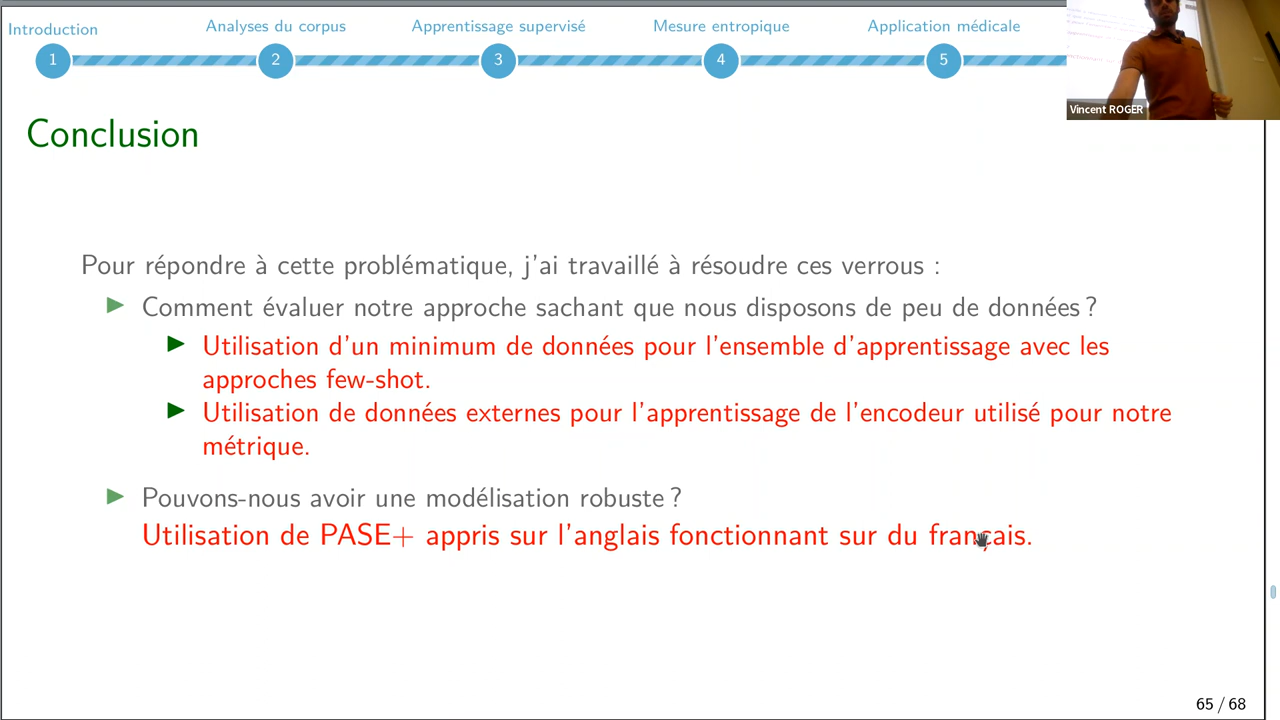 Introduction
Analyses du corpus
Apprentissage supervisé
Mesure entropique
Application médicale
1
2
3
4
5
Vincent ROGER
Conclusion
Pour répondre à cette problématique, j'ai travaillé à résoudre ces verrous :
Comment évaluer notre approche sachant que nous disposons de peu de données ?
Utilisation d'un minimum de données pour l'ensemble d'apprentissage avec les
approches few-shot.
Utilisation de données externes pour l'apprentissage de l'encodeur utilisé pour notre
métrique.
Pouvons-nous avoir une modélisation robuste ?
Utilisation de PASE+ appris sur l'anglais fonctionnant sur du français.
65 / 68